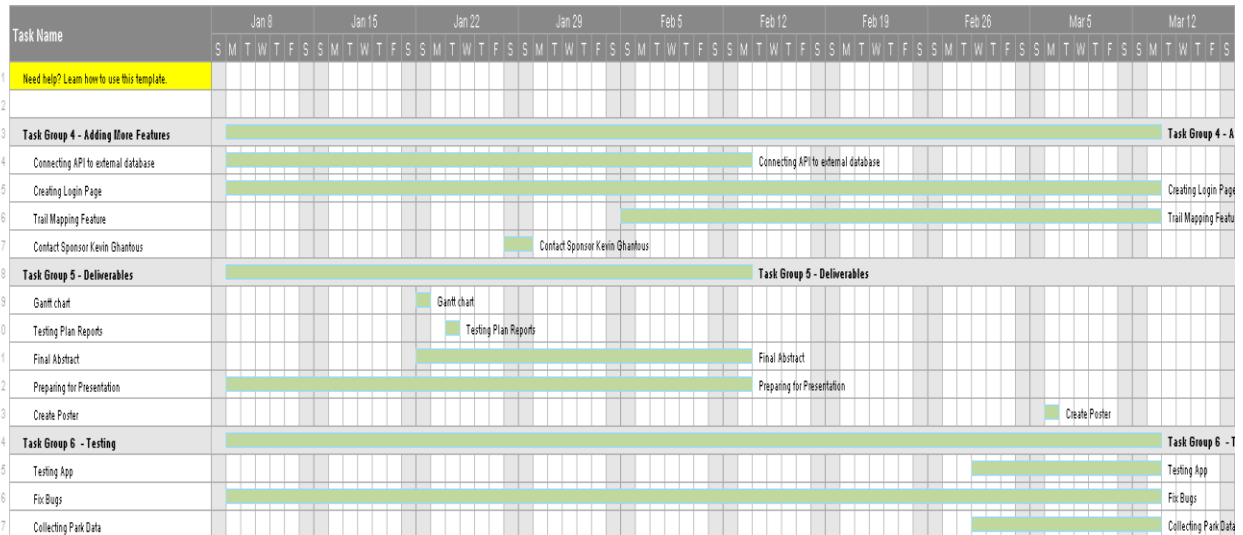 Task Name
Jan 8 Jan 15 Jan 22 Jan 29 Feb 5 Feb 12 Feb 19 Feb 26 Mar 5 Mar 12
S M T W T F S S M T W T F S S M T W T F S S M T W T F S S M T W T F S S M T W T F S S M T W T F S S M T W T F S S M T W T F S S M T W T F S
1 Need help? Learn how to use this template.
2
3 Task Group 4 - Adding More Features Task Group 4 - A
4 Connecting API to external database Connecting API to external database
5 Creating Login Page Creating Login Page
6 Trail Mapping Feature Trail Mapping Featu
7 Contact Sponsor Kevin Ghantous Contact Sponsor Kevin Ghantous
8 Task Group 5 - Deliverables Task Group 5 - Deliverables
9 Gantt chart Gantt chart
0 Testing Plan Reports Testing Plan Reports
1 Final Abstract Final Abstract
2 Preparing for Presentation Preparing for Presentation
3 Create Poster Create Poster
4 Task Group 6 - Testing Task Group 6 - T
5 Testing App Testing App
6 Fix Bugs Fix Bugs
7 Collecting Park Data Collecting Park Data